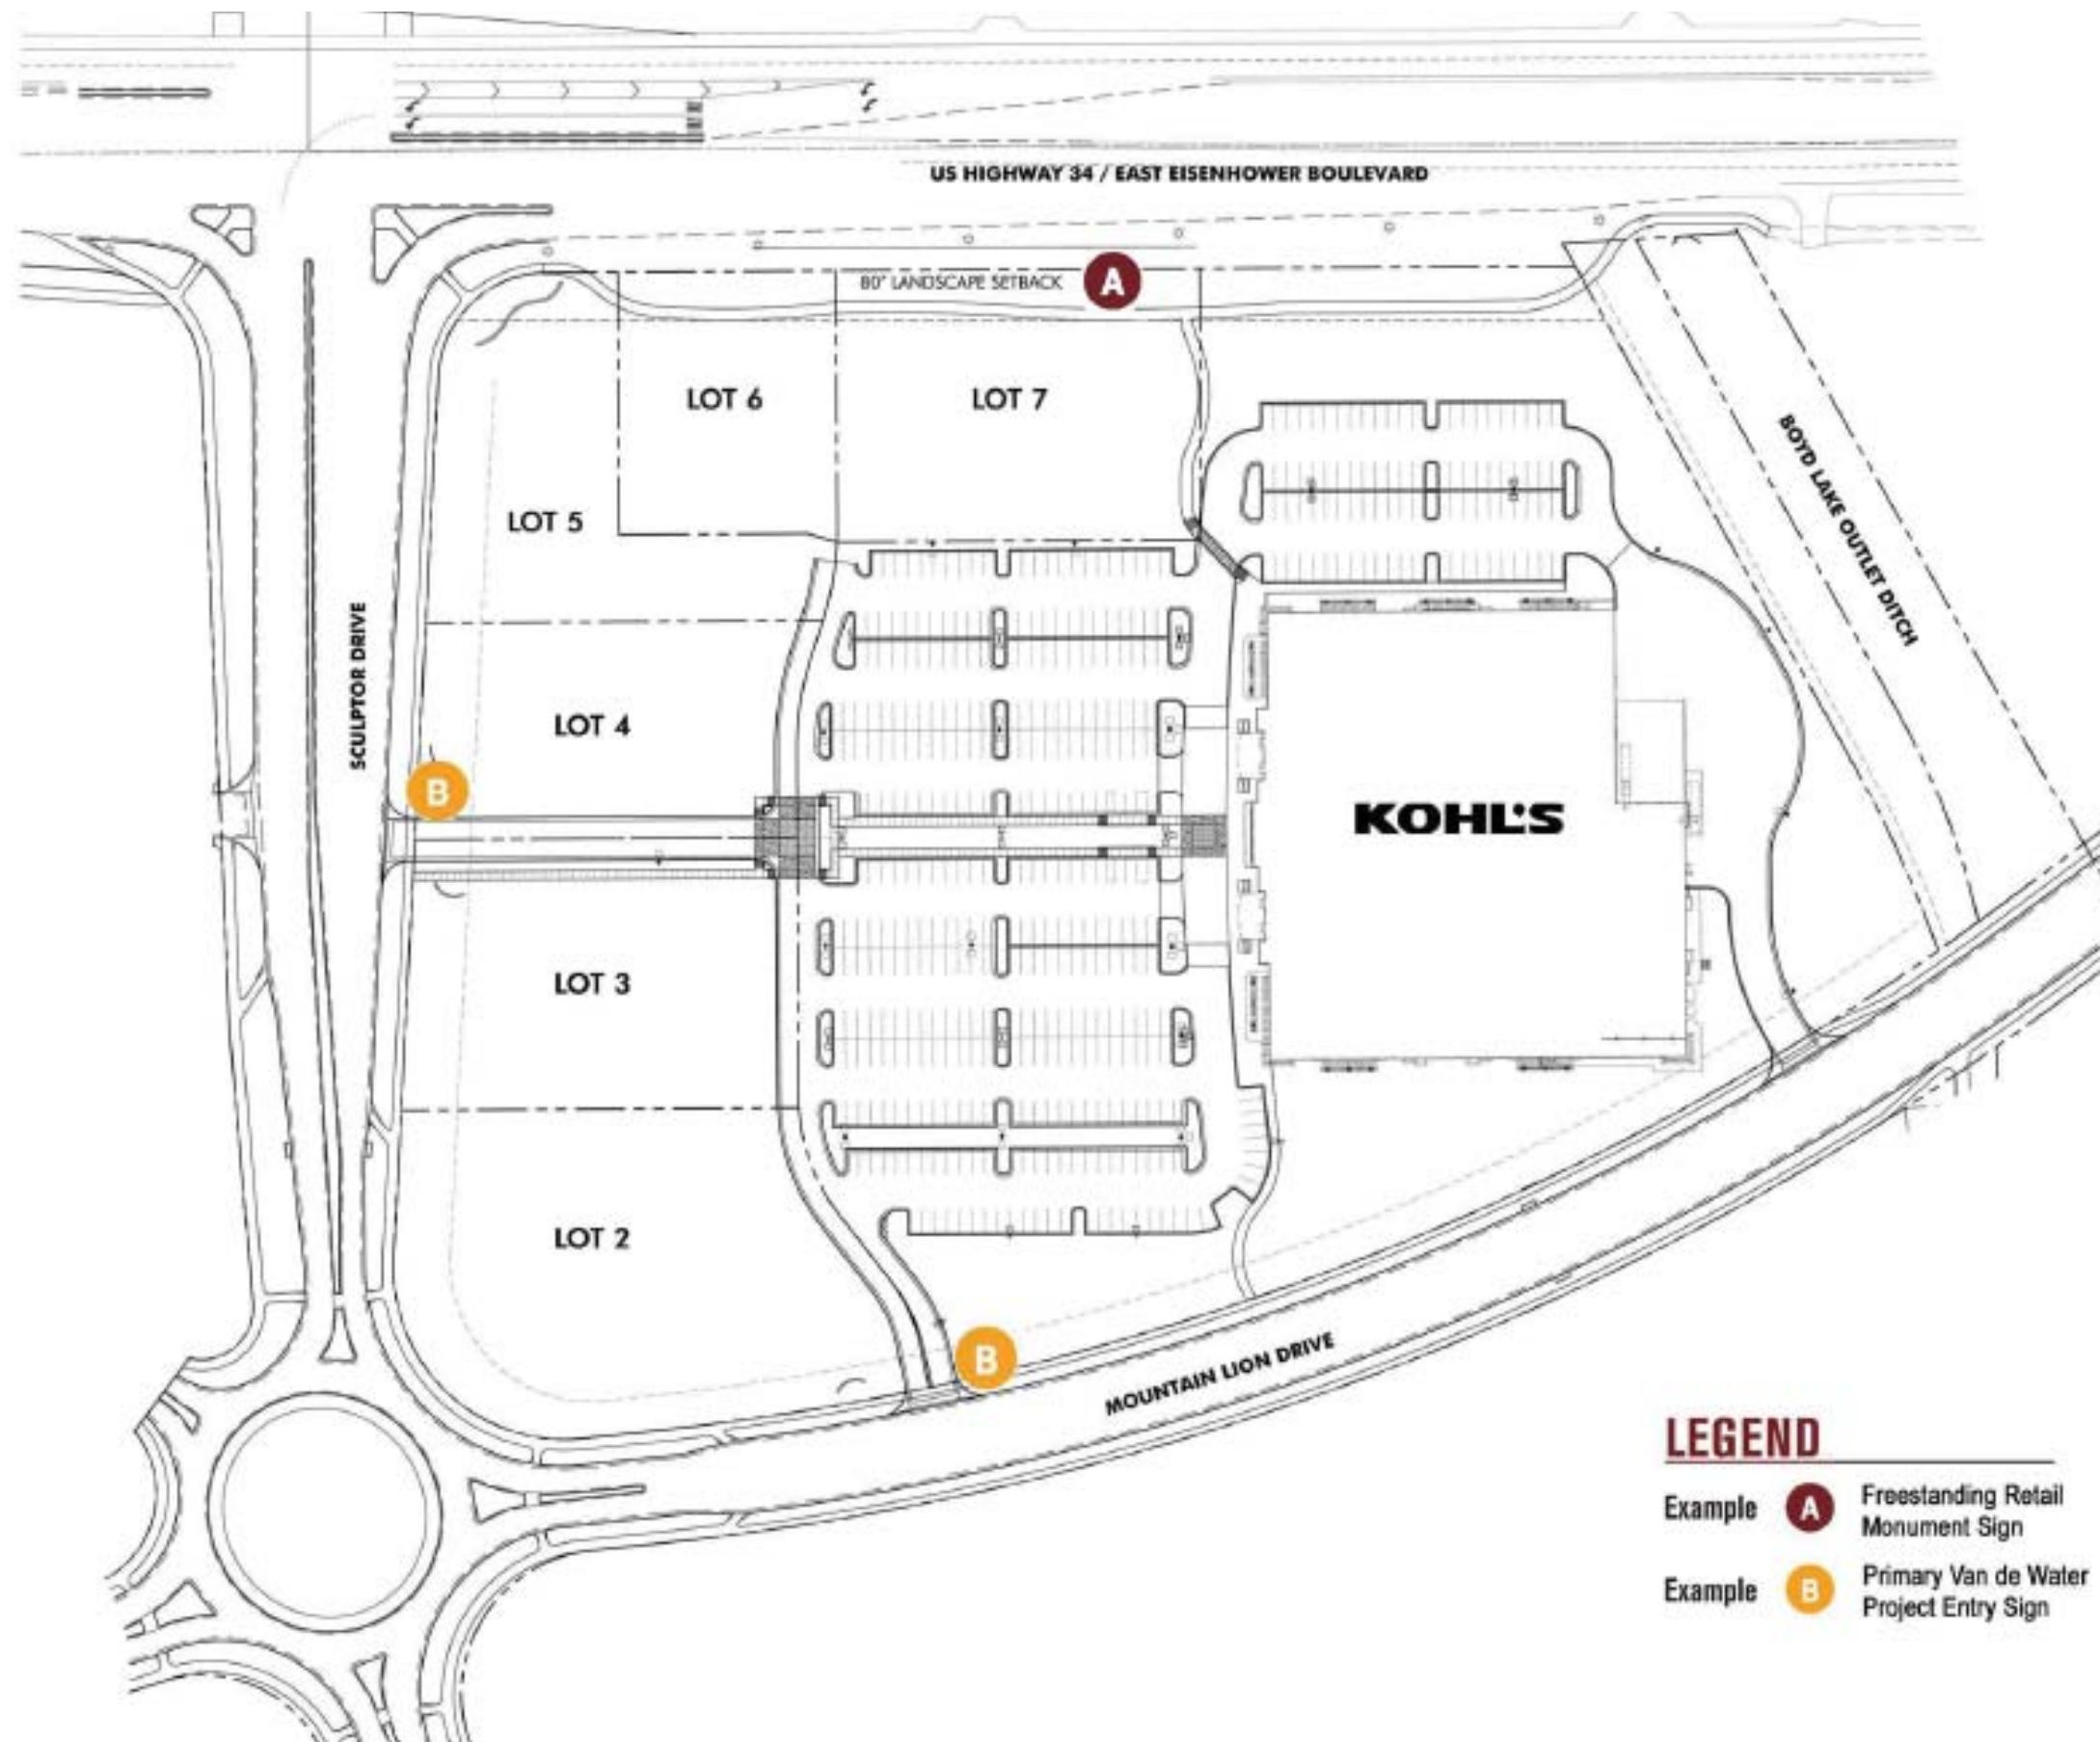 US HIGHWAY 34 / EAST EISENHOWER BOULEVARD
80' LANDSCAPE SETBACK
A
LOT 6
LOT 7
LOT 5
BOYD LAKE OUTLET DITCH
SCULPTOR DRIVE
LOT 4
B
KOHL'S
LOT 3
LOT 2
B
MOUNTAIN LION DRIVE
LEGEND
Example
A
Freestanding Retail
Monument Sign
Example
B
Primary Van de Water
Project Entry Sign